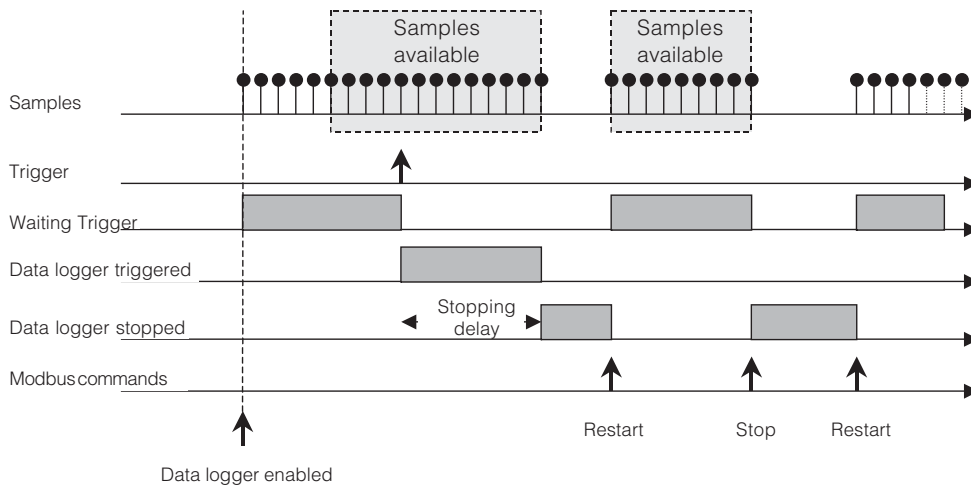 Samples
available
Samples
available
Samples
Trigger
Waiting Trigger
Data logger triggered
Stopping
delay
Data logger stopped
Modbus commands
Restart
Stop
Restart
Data logger enabled